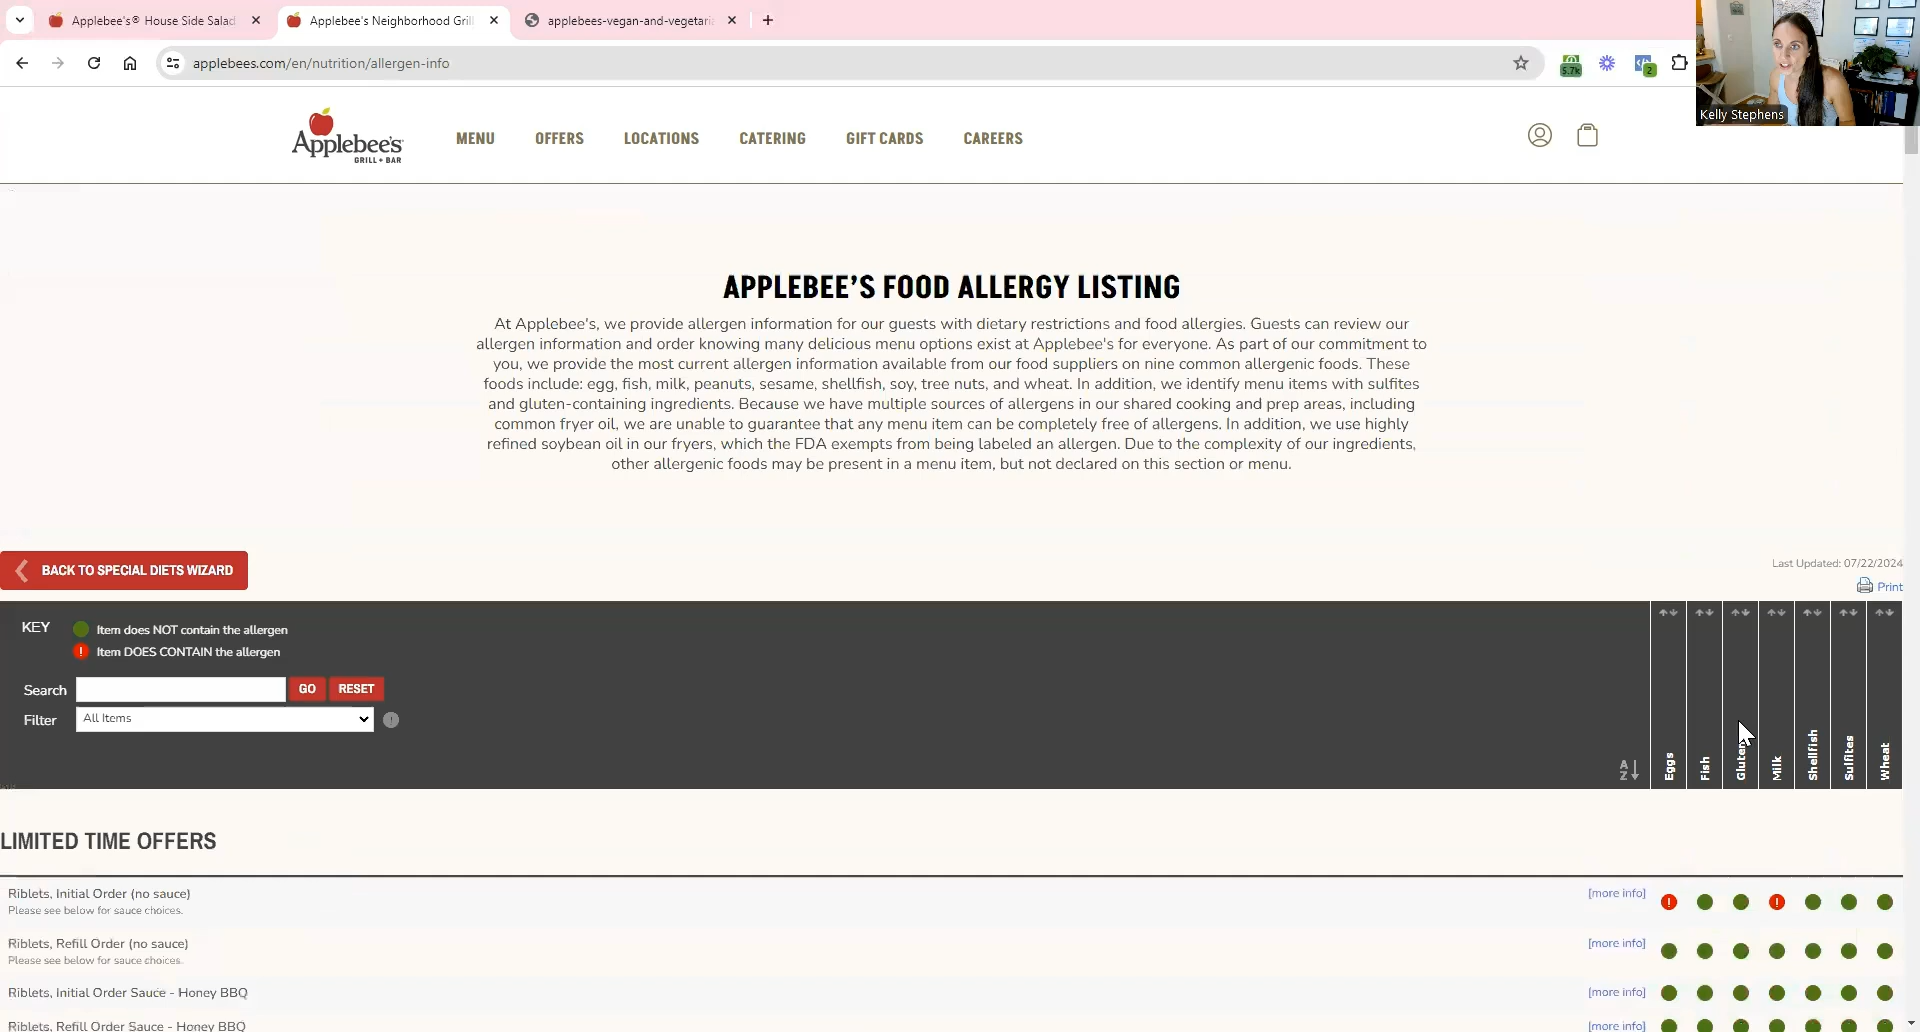 Applebee's® House Side Salad
Applebee's Neighborhood Grill
applebees-vegan-and-vegetaria
applebees.com/en/nutrition/allergen-info
5.7k
2
Kelly Stephens
Applebee's
GRILL + BAR
MENU
OFFERS
LOCATIONS
CATERING
GIFT CARDS
CAREERS
APPLEBEE'S FOOD ALLERGY LISTING
At Applebee's, we provide allergen information for our guests with dietary restrictions and food allergies. Guests can review our
allergen information and order knowing many delicious menu options exist at Applebee's for everyone. As part of our commitment to
you, we provide the most current allergen information available from our food suppliers on nine common allergenic foods. These
foods include: egg, fish, milk, peanuts, sesame, shellfish, soy, tree nuts, and wheat. In addition, we identify menu items with sulfites
and gluten-containing ingredients. Because we have multiple sources of allergens in our shared cooking and prep areas, including
common fryer oil, we are unable to guarantee that any menu item can be completely free of allergens. In addition, we use highly
refined soybean oil in our fryers, which the FDA exempts from being labeled an allergen. Due to the complexity of our ingredients,
other allergenic foods may be present in a menu item, but not declared on this section or menu.
BACK TO SPECIAL DIETS WIZARD
Last Updated: 07/22/2024
Print
KEY
Item does NOT contain the allergen
! Item DOES CONTAIN the allergen
Search
GO
RESET
Filter
All Items
A
Z
Eggs
Fish
Gluten
Milk
Shellfish
Sulfites
Wheat
LIMITED TIME OFFERS
Riblets, Initial Order (no sauce)
Please see below for sauce choices.
[more info]
!
!
Riblets, Refill Order (no sauce)
Please see below for sauce choices.
[more info]
Riblets, Initial Order Sauce - Honey BBQ
[more info]
Riblets, Refill Order Sauce - Honey BBQ
[more info]